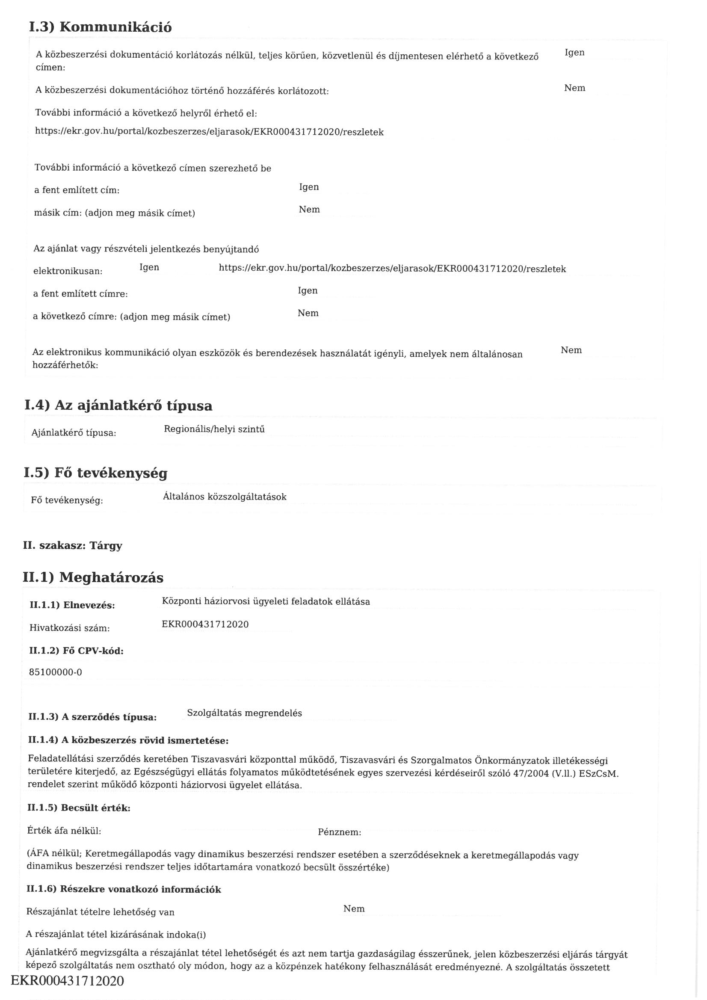 I.3) Kommunikáció
A közbeszerzési dokumentáció korlátozás nélkül, teljes körűen, közvetlenül és díjmentesen elérhető a következő Igen
címen:
A közbeszerzési dokumentációhoz történő hozzáférés korlátozott: Nem
További információ a következő helyről érhető el:
https://ekr.gov.hu/portal/kozbeszerzes/eljarasok/EKR000431712020/reszletek
További információ a következő címen szerezhető be
a fent említett cím: Igen
másik cím: (adjon meg másik címet) Nem
Az ajánlat vagy részvételi jelentkezés benyújtandó
elektronikusan: Igen https://ekr.gov.hu/portal/kozbeszerzes/eljarasok/EKR000431712020/reszletek
a fent említett címre: Igen
a következő címre: (adjon meg másik címet) Nem
Az elektronikus kommunikáció olyan eszközök és berendezések használatát igényli, amelyek nem általánosan Nem
hozzáférhetők:
I.4) Az ajánlatkérő típusa
Ajánlatkérő típusa: Regionális/helyi szintű
I.5) Fő tevékenység
Fő tevékenység: Általános közszolgáltatások
II. szakasz: Tárgy
II.1) Meghatározás
II.1.1) Elnevezés: Központi háziorvosi ügyeleti feladatok ellátása
Hivatkozási szám: EKR000431712020
II.1.2) Fő CPV-kód:
85100000-0
II.1.3) A szerződés típusa: Szolgáltatás megrendelés
II.1.4) A közbeszerzés rövid ismertetése:
Feladatellátási szerződés keretében Tiszavasvári központtal működő, Tiszavasvári és Szorgalmatos Önkormányzatok illetékességi
területére kiterjedő, az Egészségügyi ellátás folyamatos működtetésének egyes szervezési kérdéseiről szóló 47/2004 (V.ll.) ESzCsM.
rendelet szerint működő központi háziorvosi ügyelet ellátása.
II.1.5) Becsült érték:
Érték áfa nélkül: Pénznem:
(ÁFA nélkül; Keretmegállapodás vagy dinamikus beszerzési rendszer esetében a szerződéseknek a keretmegállapodás vagy
dinamikus beszerzési rendszer teljes időtartamára vonatkozó becsült összértéke)
II.1.6) Részekre vonatkozó információk
Részajánlat tételre lehetőség van Nem
A részajánlat tétel kizárásának indoka(i)
Ajánlatkérő megvizsgálta a részajánlat tétel lehetőségét és azt nem tartja gazdaságilag ésszerűnek, jelen közbeszerzési eljárás tárgyát
képező szolgáltatás nem osztható oly módon, hogy az a közpénzek hatékony felhasználását eredményezné. A szolgáltatás összetett
EKR000431712020